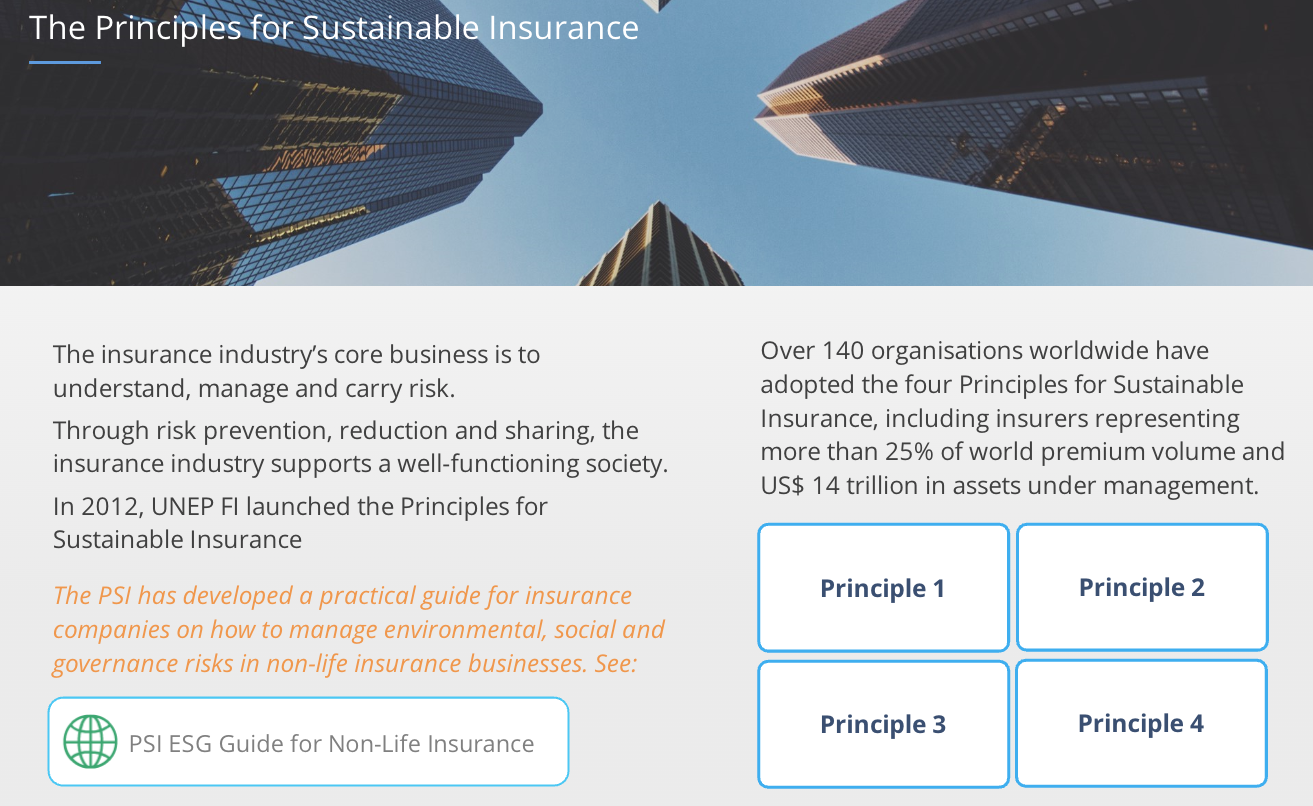 The Principles for Sustainable Insurance
The insurance industry’s core business is to
understand, manage and carry risk.
Through risk prevention, reduction and sharing, the
insurance industry supports a well-functioning society.
In 2012, UNEP FI launched the Principles for
Sustainable Insurance
The PSI has developed a practical guide for insurance
companies on how to manage environmental, social and
governance risks in non-life insurance businesses. See:
PSI ESG Guide for Non-Life Insurance
Over 140 organisations worldwide have
adopted the four Principles for Sustainable
Insurance, including insurers representing
more than 25% of world premium volume and
US$ 14 trillion in assets under management.
Principle 1
Principle 2
Principle 3
Principle 4